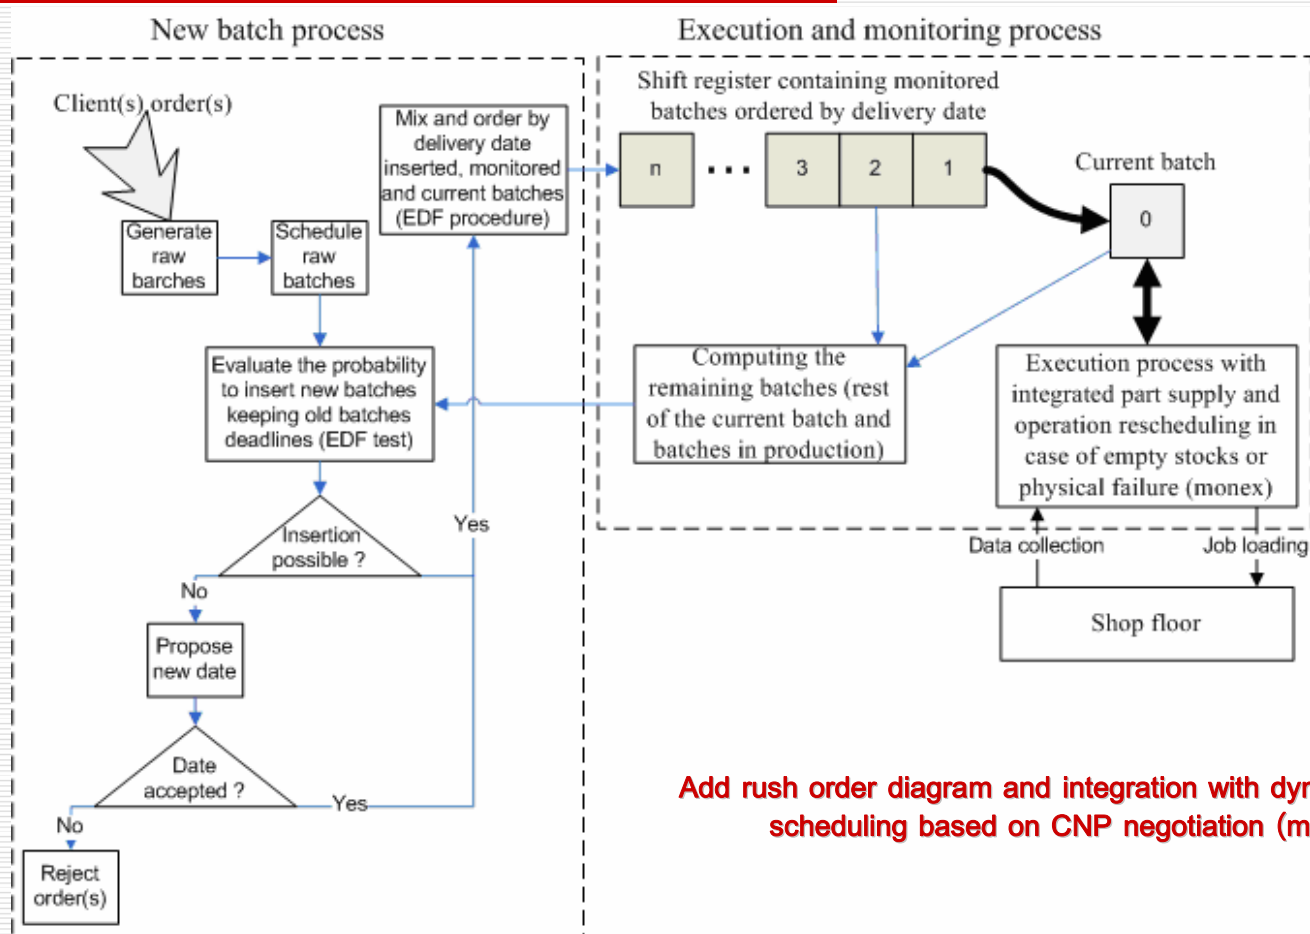 New batch process
Client(s) order(s)
Generate
raw
barches
Schedule
raw
batches
Mix and order by
delivery date
inserted, monitored
and current batches
(EDF procedure)
Evaluate the probability
to insert new batches
keeping old batches
deadlines (EDF test)
Insertion
possible ?
Yes
No
Propose
new date
Date
accepted ?
Yes
No
Reject
order(s)
Execution and monitoring process
Shift register containing monitored
batches ordered by delivery date
n
...
3
2
1
Current batch
0
Computing the
remaining batches (rest
of the current batch and
batches in production)
Execution process with
integrated part supply and
operation rescheduling in
case of empty stocks or
physical failure (monex)
Data collection
Job loading
Shop floor
Add rush order diagram and integration with dyn
scheduling based on CNP negotiation (m